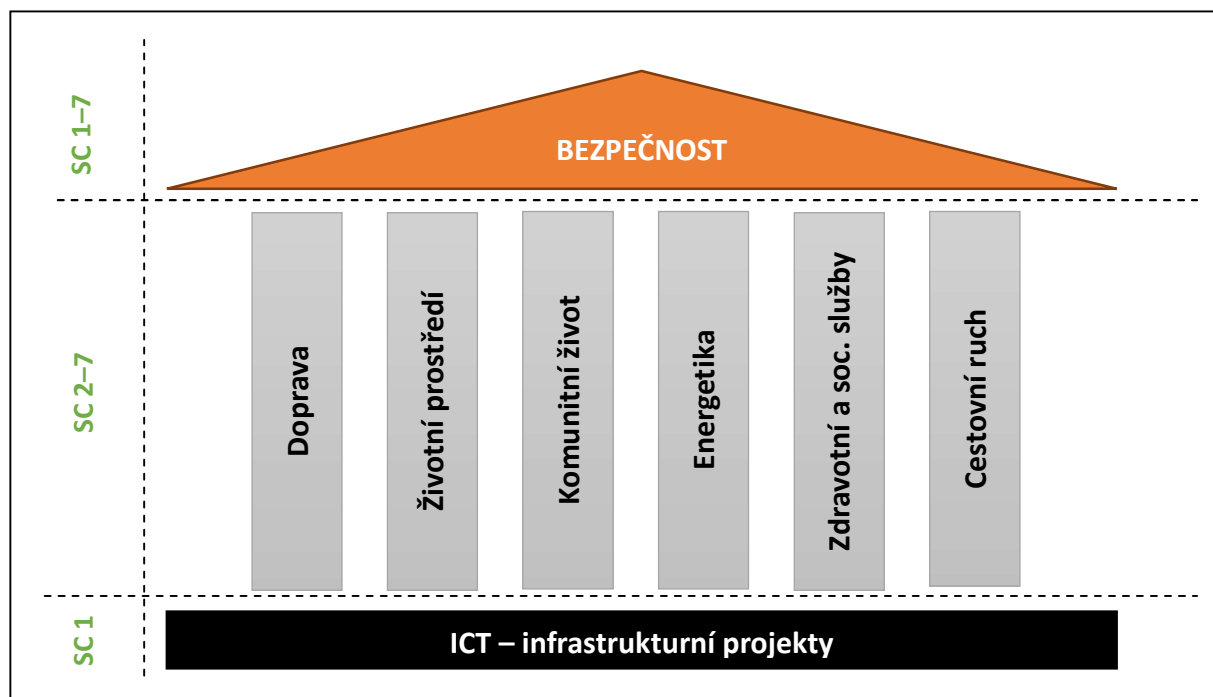 SC 1–7
BEZPEČNOST
SC 2–7
Doprava
Životní prostředí
Komunitní život
Energetika
Zdravotní a soc. služby
Cestovní ruch
SC 1
ICT – infrastrukturní projekty